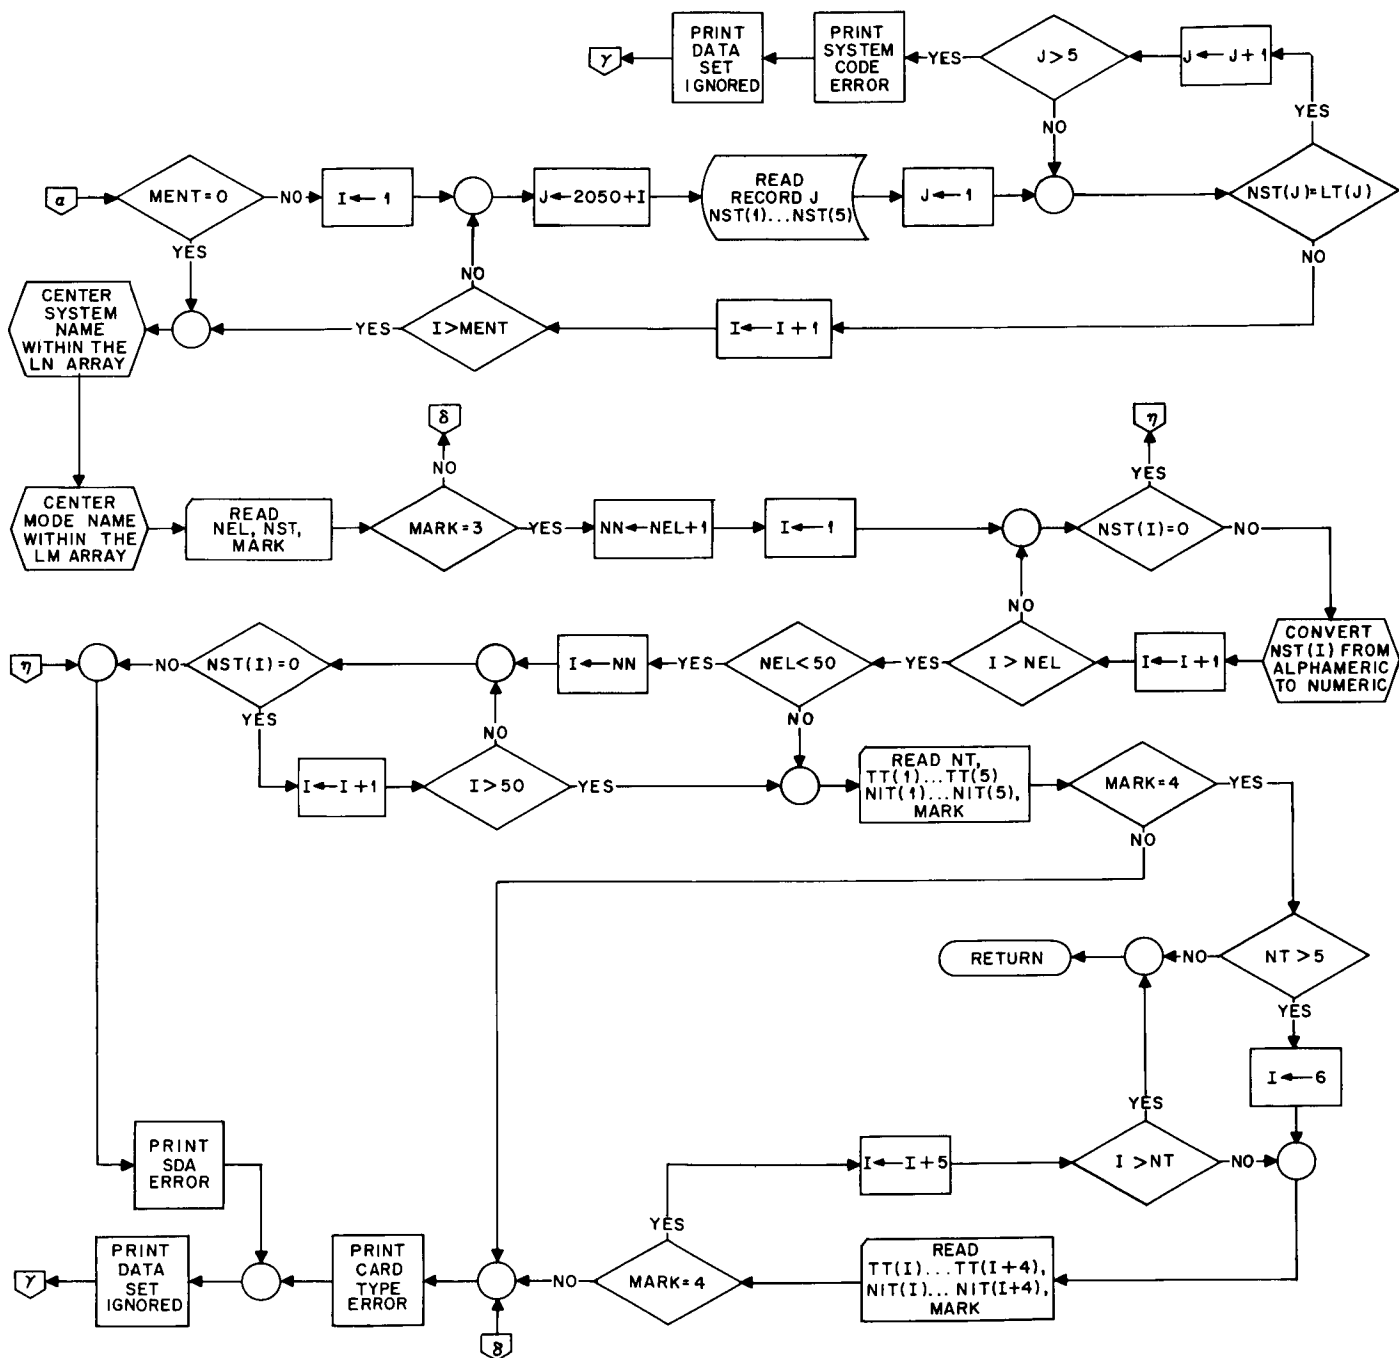 γ
PRINT
DATA
SET
IGNORED
PRINT
SYSTEM
CODE
ERROR
YES
J>5
J←J+1
NO
YES
α
MENT=0
NO
I←1
J←2050+I
READ
RECORD J
NST(1)...NST(5)
J←1
NST(J)=LT(J)
YES
NO
NO
CENTER
SYSTEM
NAME
WITHIN THE
LN ARRAY
YES
I>MENT
I←I+1
δ
η
NO
YES
CENTER
MODE NAME
WITHIN THE
LM ARRAY
READ
NEL, NST,
MARK
MARK=3
YES
NN←NEL+1
I←1
NST(I)=0
NO
NO
CONVERT
NST(I) FROM
ALPHAMERIC
TO NUMERIC
I←I+1
I>NEL
YES
NEL<50
YES
I←NN
NST(I)=0
NO
η
YES
NO
NO
I←I+1
I>50
YES
READ NT,
TT(1)...TT(5)
NIT(1)...NIT(5),
MARK
MARK=4
YES
NO
RETURN
NO
NT>5
YES
I←6
YES
PRINT
SDA
ERROR
I←I+5
I>NT
NO
YES
γ
PRINT
DATA
SET
IGNORED
PRINT
CARD
TYPE
ERROR
NO
MARK=4
READ
TT(I)...TT(I+4),
NIT(I)...NIT(I+4),
MARK
δ